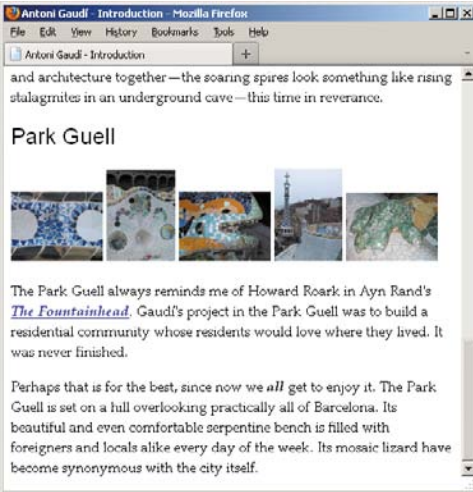 Antoni Gaudí - Introduction - Mozilla Firefox
File Edit View History Bookmarks Tools Help
Antoni Gaudí - Introduction +
and architecture together—the soaring spires look something like rising
stalagmites in an underground cave—this time in reverance.
Park Guell
The Park Guell always reminds me of Howard Roark in Ayn Rand's
The Fountainhead. Gaudí's project in the Park Guell was to build a
residential community whose residents would love where they lived. It
was never finished.
Perhaps that is for the best, since now we all get to enjoy it. The Park
Guell is set on a hill overlooking practically all of Barcelona. Its
beautiful and even comfortable serpentine bench is filled with
foreigners and locals alike every day of the week. Its mosaic lizard have
become synonymous with the city itself.